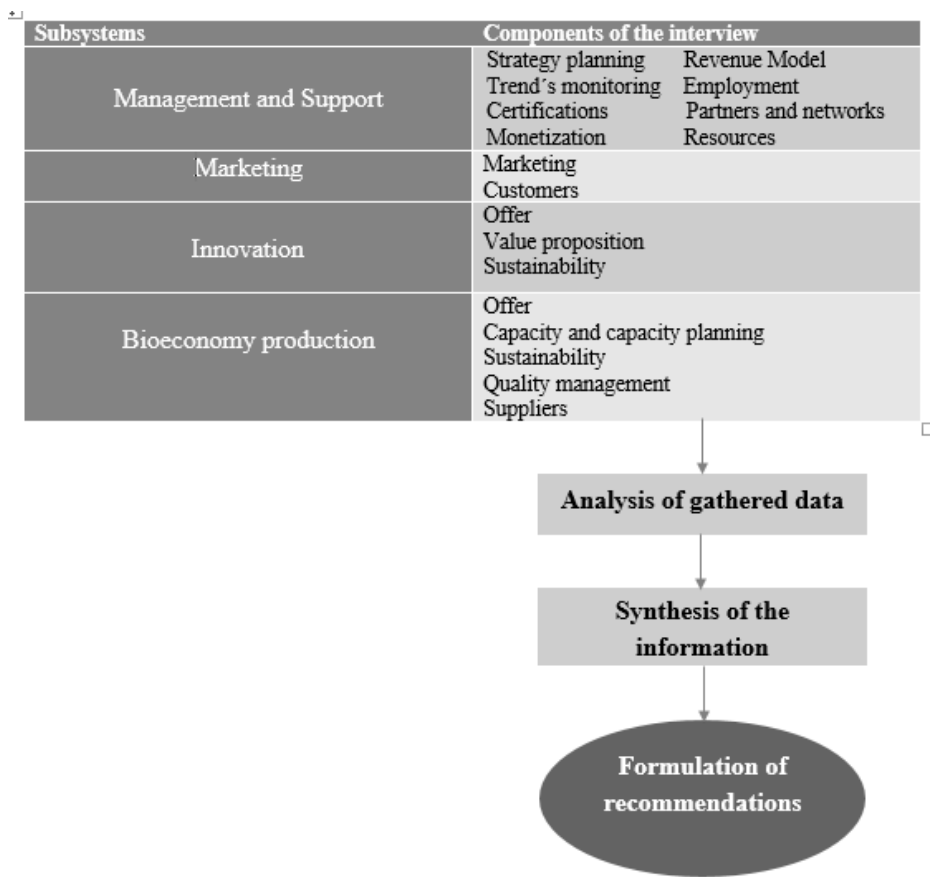 Subsystems Components of the interview
Management and Support
Strategy planning Revenue Model
Trend´s monitoring Employment
Certifications Partners and networks
Monetization Resources
Marketing
Marketing
Customers
Innovation
Offer
Value proposition
Sustainability
Bioeconomy production
Offer
Capacity and capacity planning
Sustainability
Quality management
Suppliers
Analysis of gathered data
Synthesis of the
information
Formulation of
recommendations